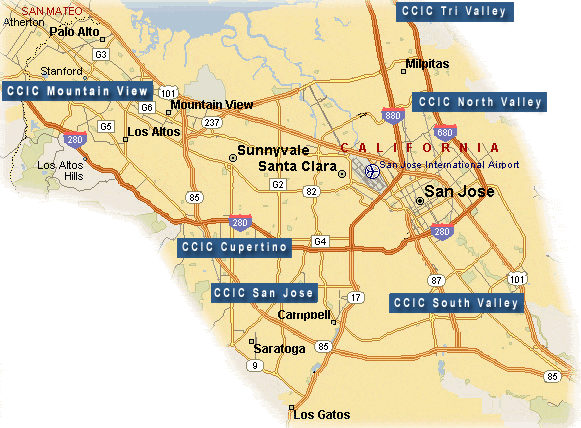 SAN MATEO
CCIC Tri Valley
Atherton
Palo Alto
G3
Milpitas
Stanford
101
CCIC Mountain View
CCIC North Valley
G6
Mountain View
880
G5
237
Los Altos
680
280
CALIFORNIA
Sunnyvale
Santa Clara
San Jose International Airport
Los Altos
Hills
G2
82
San Jose
85
280
280
G4
CCIC Cupertino
87
101
CCIC San Jose
17
CCIC South Valley
Campbell
Saratoga
85
9
85
Los Gatos